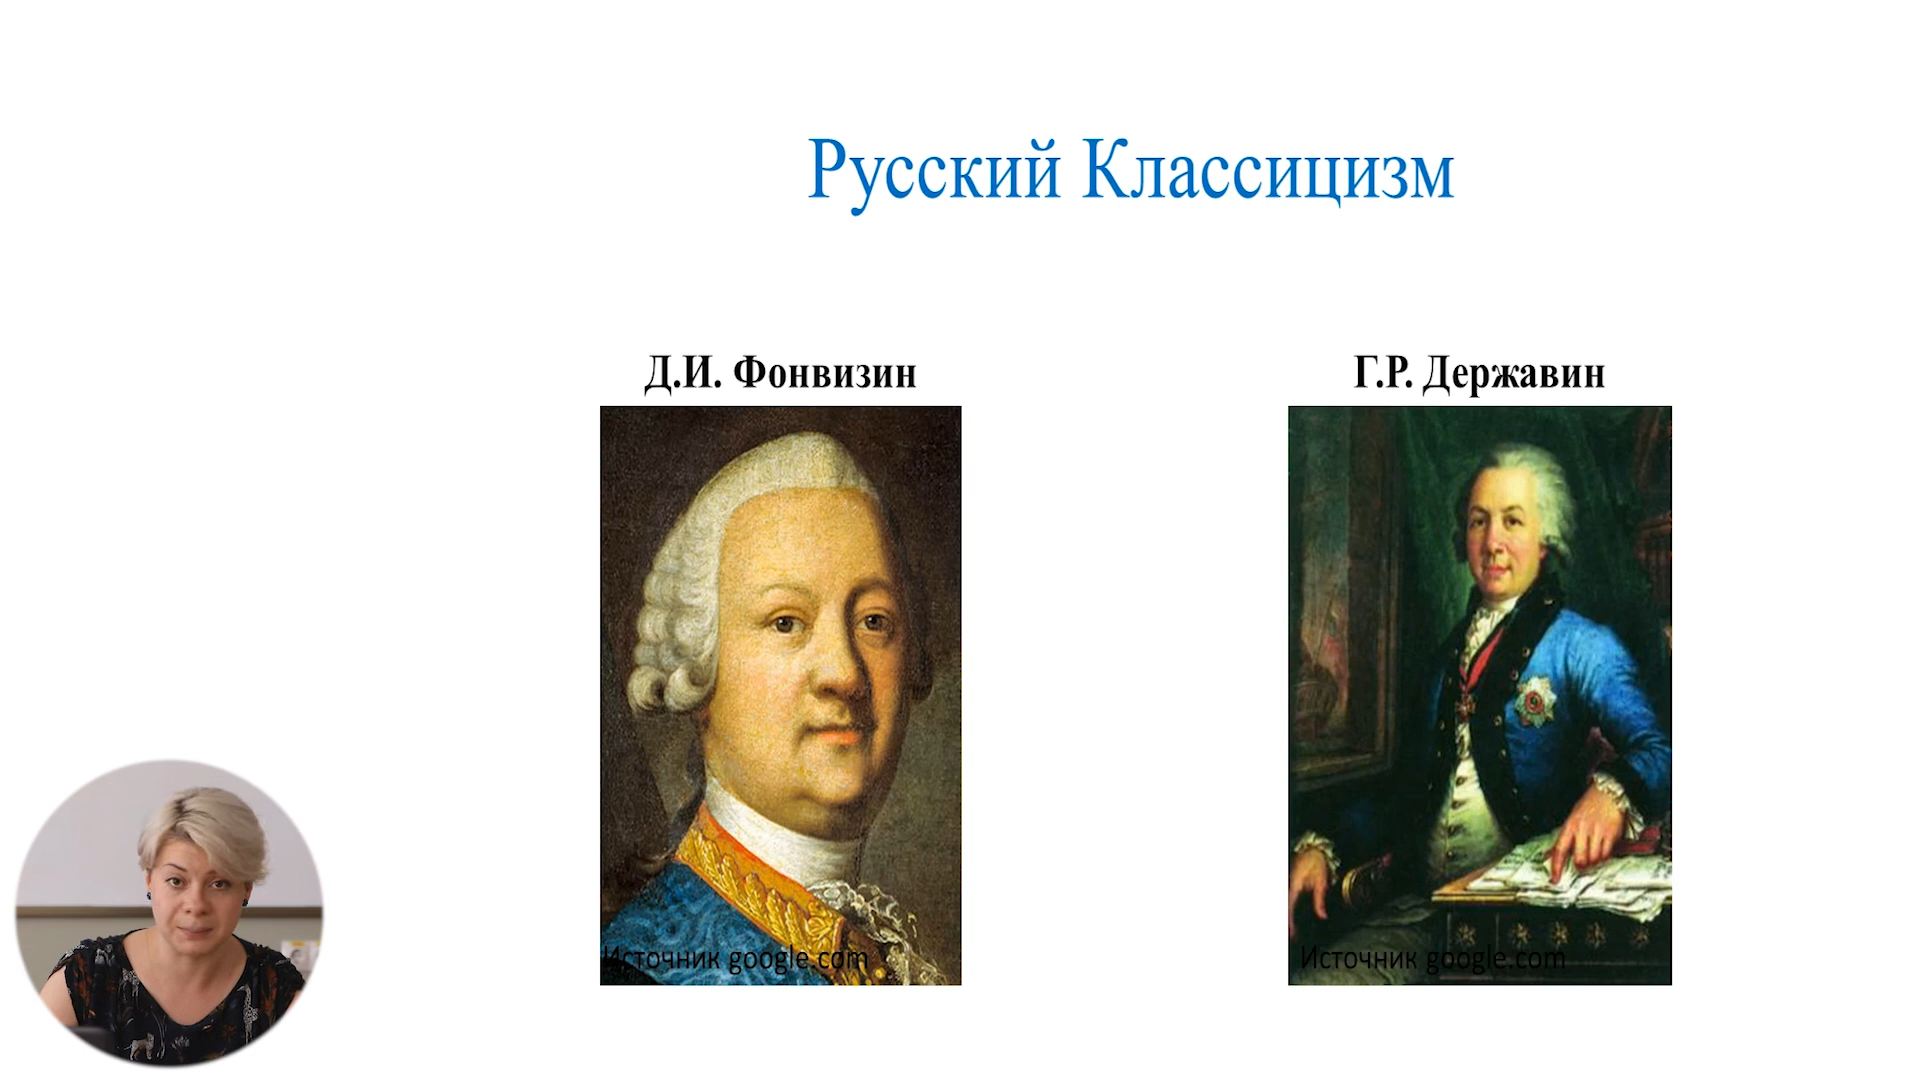 Русский Классицизм
Д.И. Фонвизин
Г.Р. Державин
Источник google.com
Источник google.com